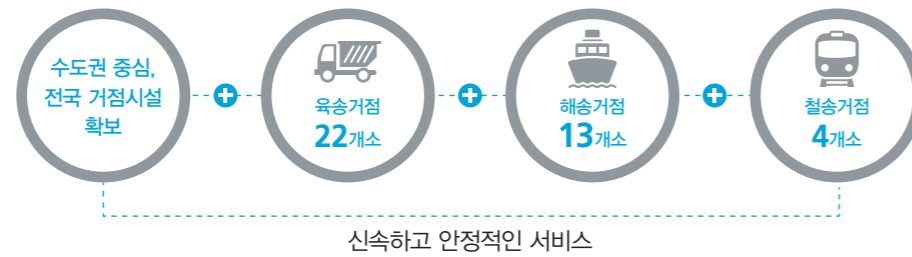 수도권 중심,
전국 거점시설
확보
육송거점
22개소
해송거점
13개소
철송거점
4개소
신속하고 안정적인 서비스